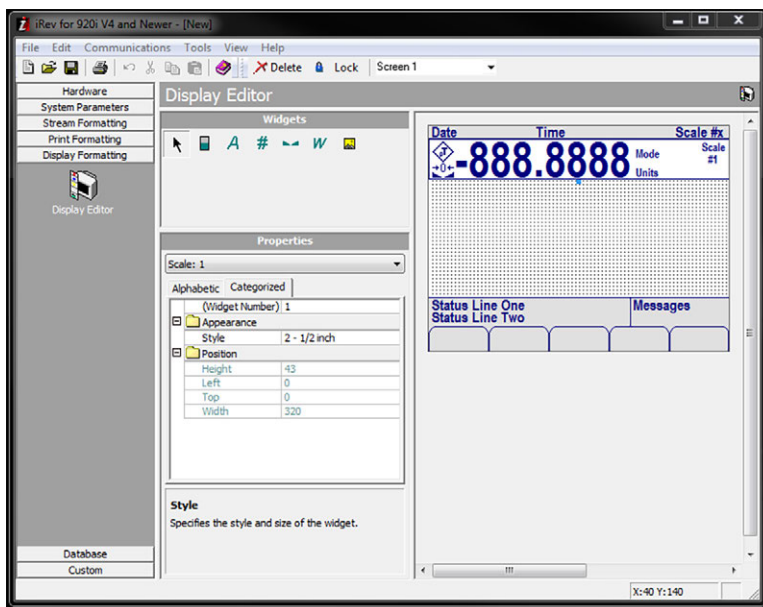 iRev for 920i V4 and Newer - [New]
File Edit Communications Tools View Help
Delete Lock Screen 1
Hardware
System Parameters
Stream Formatting
Print Formatting
Display Formatting
Display Editor
Database
Custom
Display Editor
Widgets
A # W
Properties
Scale: 1
Alphabetic Categorized
(Widget Number) 1
Appearance
Style 2 - 1/2 inch
Position
Height 43
Left 0
Top 0
Width 320
Style
Specifies the style and size of the widget.
Date Time Scale #x
-888.8888 Mode Scale
Units #1
→0←
Status Line One Messages
Status Line Two
X:40 Y:140